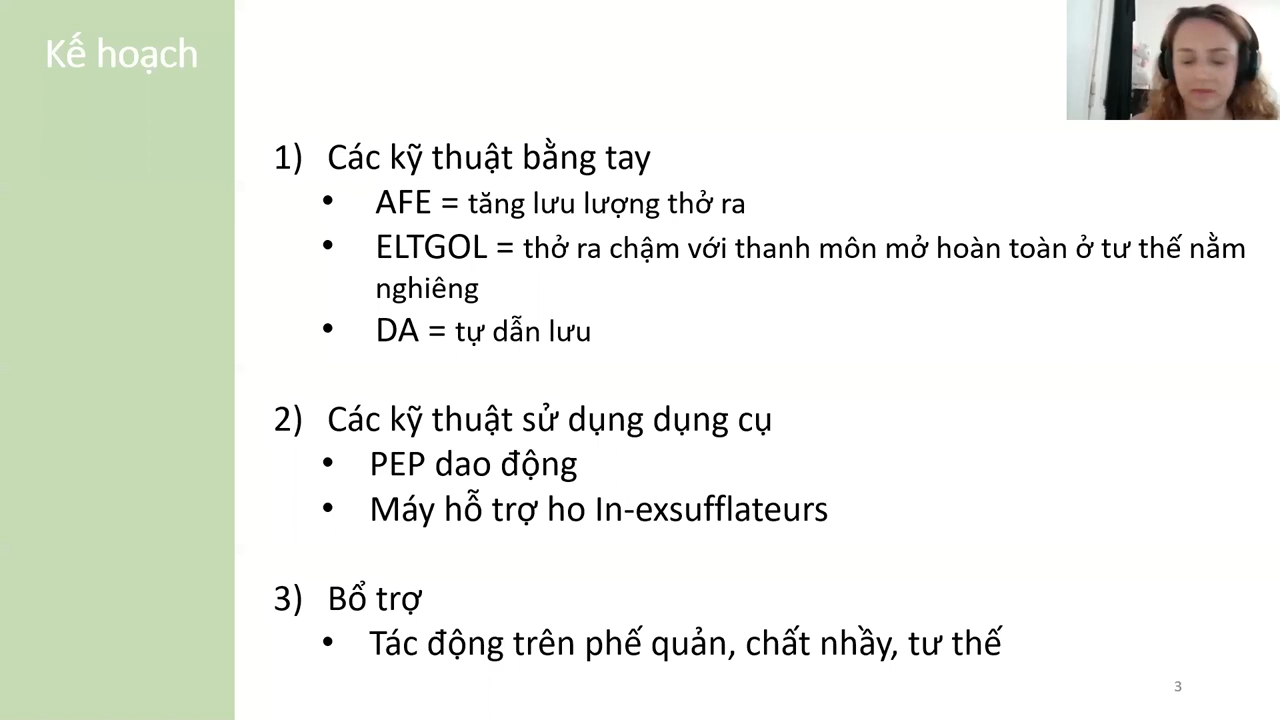 Kế hoạch
1) Các kỹ thuật bằng tay
• AFE = tăng lưu lượng thở ra
• ELTGOL = thở ra chậm với thanh môn mở hoàn toàn ở tư thế nằm
nghiêng
• DA = tự dẫn lưu
2) Các kỹ thuật sử dụng dụng cụ
• PEP dao động
• Máy hỗ trợ ho In-exsufflateurs
3) Bổ trợ
• Tác động trên phế quản, chất nhầy, tư thế
3